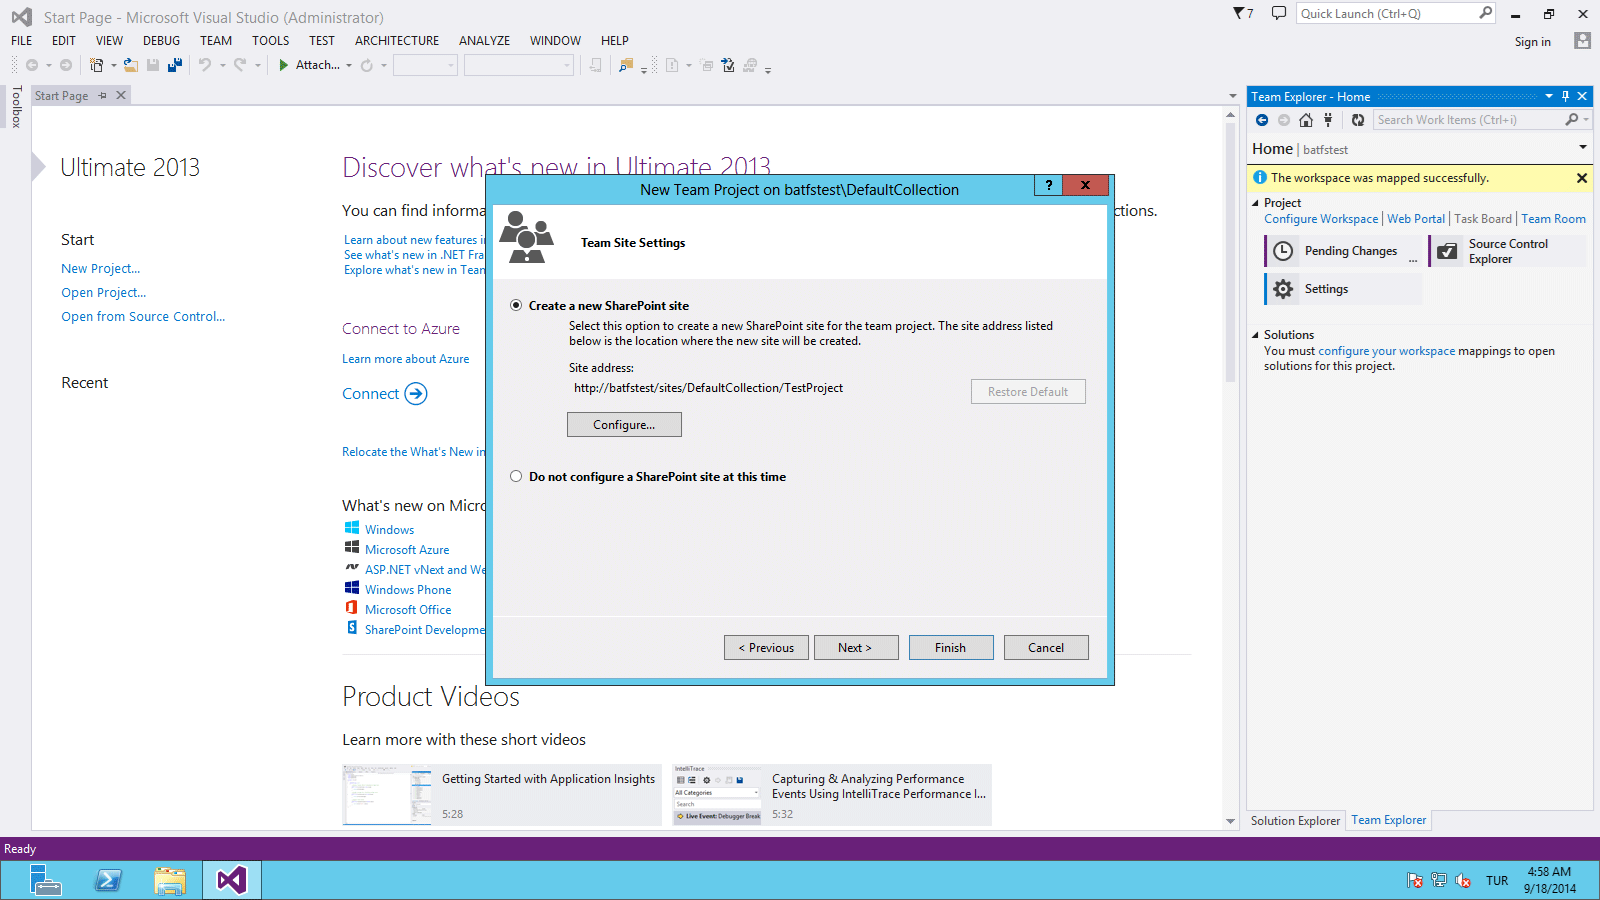 Start Page - Microsoft Visual Studio (Administrator)
7
Quick Launch (Ctrl+Q)
FILE EDIT VIEW DEBUG TEAM TOOLS TEST ARCHITECTURE ANALYZE WINDOW HELP
Sign in
Attach...
Toolbox
Start Page
Ultimate 2013
Start
New Project...
Open Project...
Open from Source Control...
Recent
Discover what's new in Ultimate 2013
You can find informa
ctions.
Learn about new features i
See what's new in .NET Fra
Explore what's new in Team
Connect to Azure
Learn more about Azure
Connect
Relocate the What's New in
What's new on Micro
Windows
Microsoft Azure
ASP.NET vNext and We
Windows Phone
Microsoft Office
SharePoint Developme
Product Videos
Learn more with these short videos
Getting Started with Application Insights
5:28
IntelliTrace
All Categories
Search
Live Event: Debugger Break
Capturing & Analyzing Performance
Events Using IntelliTrace Performance I...
5:32
New Team Project on batfstest\DefaultCollection
?
Team Site Settings
Create a new SharePoint site
Select this option to create a new SharePoint site for the team project. The site address listed
below is the location where the new site will be created.
Site address:
http://batfstest/sites/DefaultCollection/TestProject
Restore Default
Configure...
Do not configure a SharePoint site at this time
< Previous
Next >
Finish
Cancel
Team Explorer - Home
Search Work Items (Ctrl+i)
Home | batfstest
The workspace was mapped successfully.
Project
Configure Workspace | Web Portal | Task Board | Team Room
Pending Changes
...
Source Control
Explorer
Settings
Solutions
You must configure your workspace mappings to open
solutions for this project.
Solution Explorer
Team Explorer
Ready
TUR
4:58 AM
9/18/2014